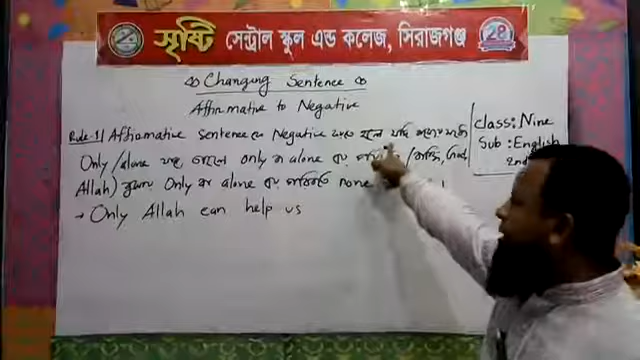 সৃষ্টি সেন্ট্রাল স্কুল এন্ড কলেজ, সিরাজগঞ্জ
Changing Sentence
Affirmative to Negative
Rule-1 Affirmative Sentence কে Negative করতে হলে যদি
Only /alone থাকে তাহলে only বা alone এর
Allah) Only বা alone এর পরিবর্তে none
→ Only Allah can help us
class: Nine
Sub: English
2nd